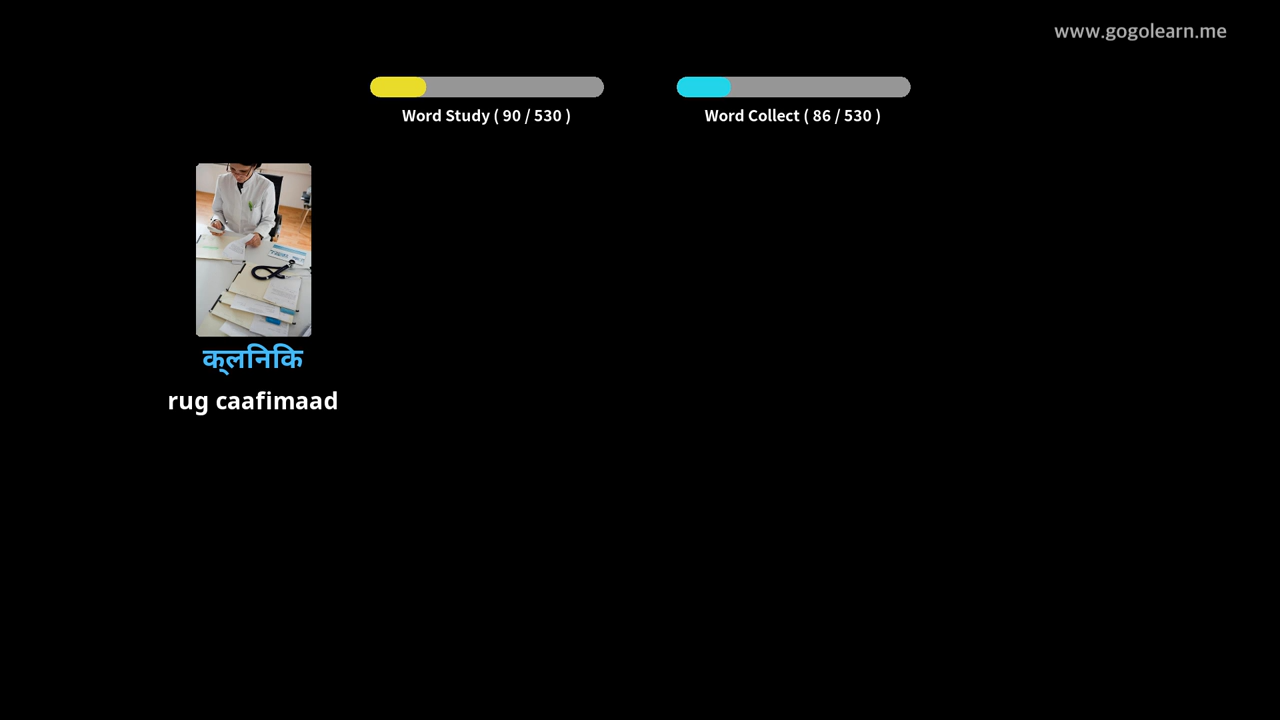 www.gogolearn.me
Word Study ( 90 / 530 )
Word Collect ( 86 / 530 )
क्लनिकि
rug caafimaad